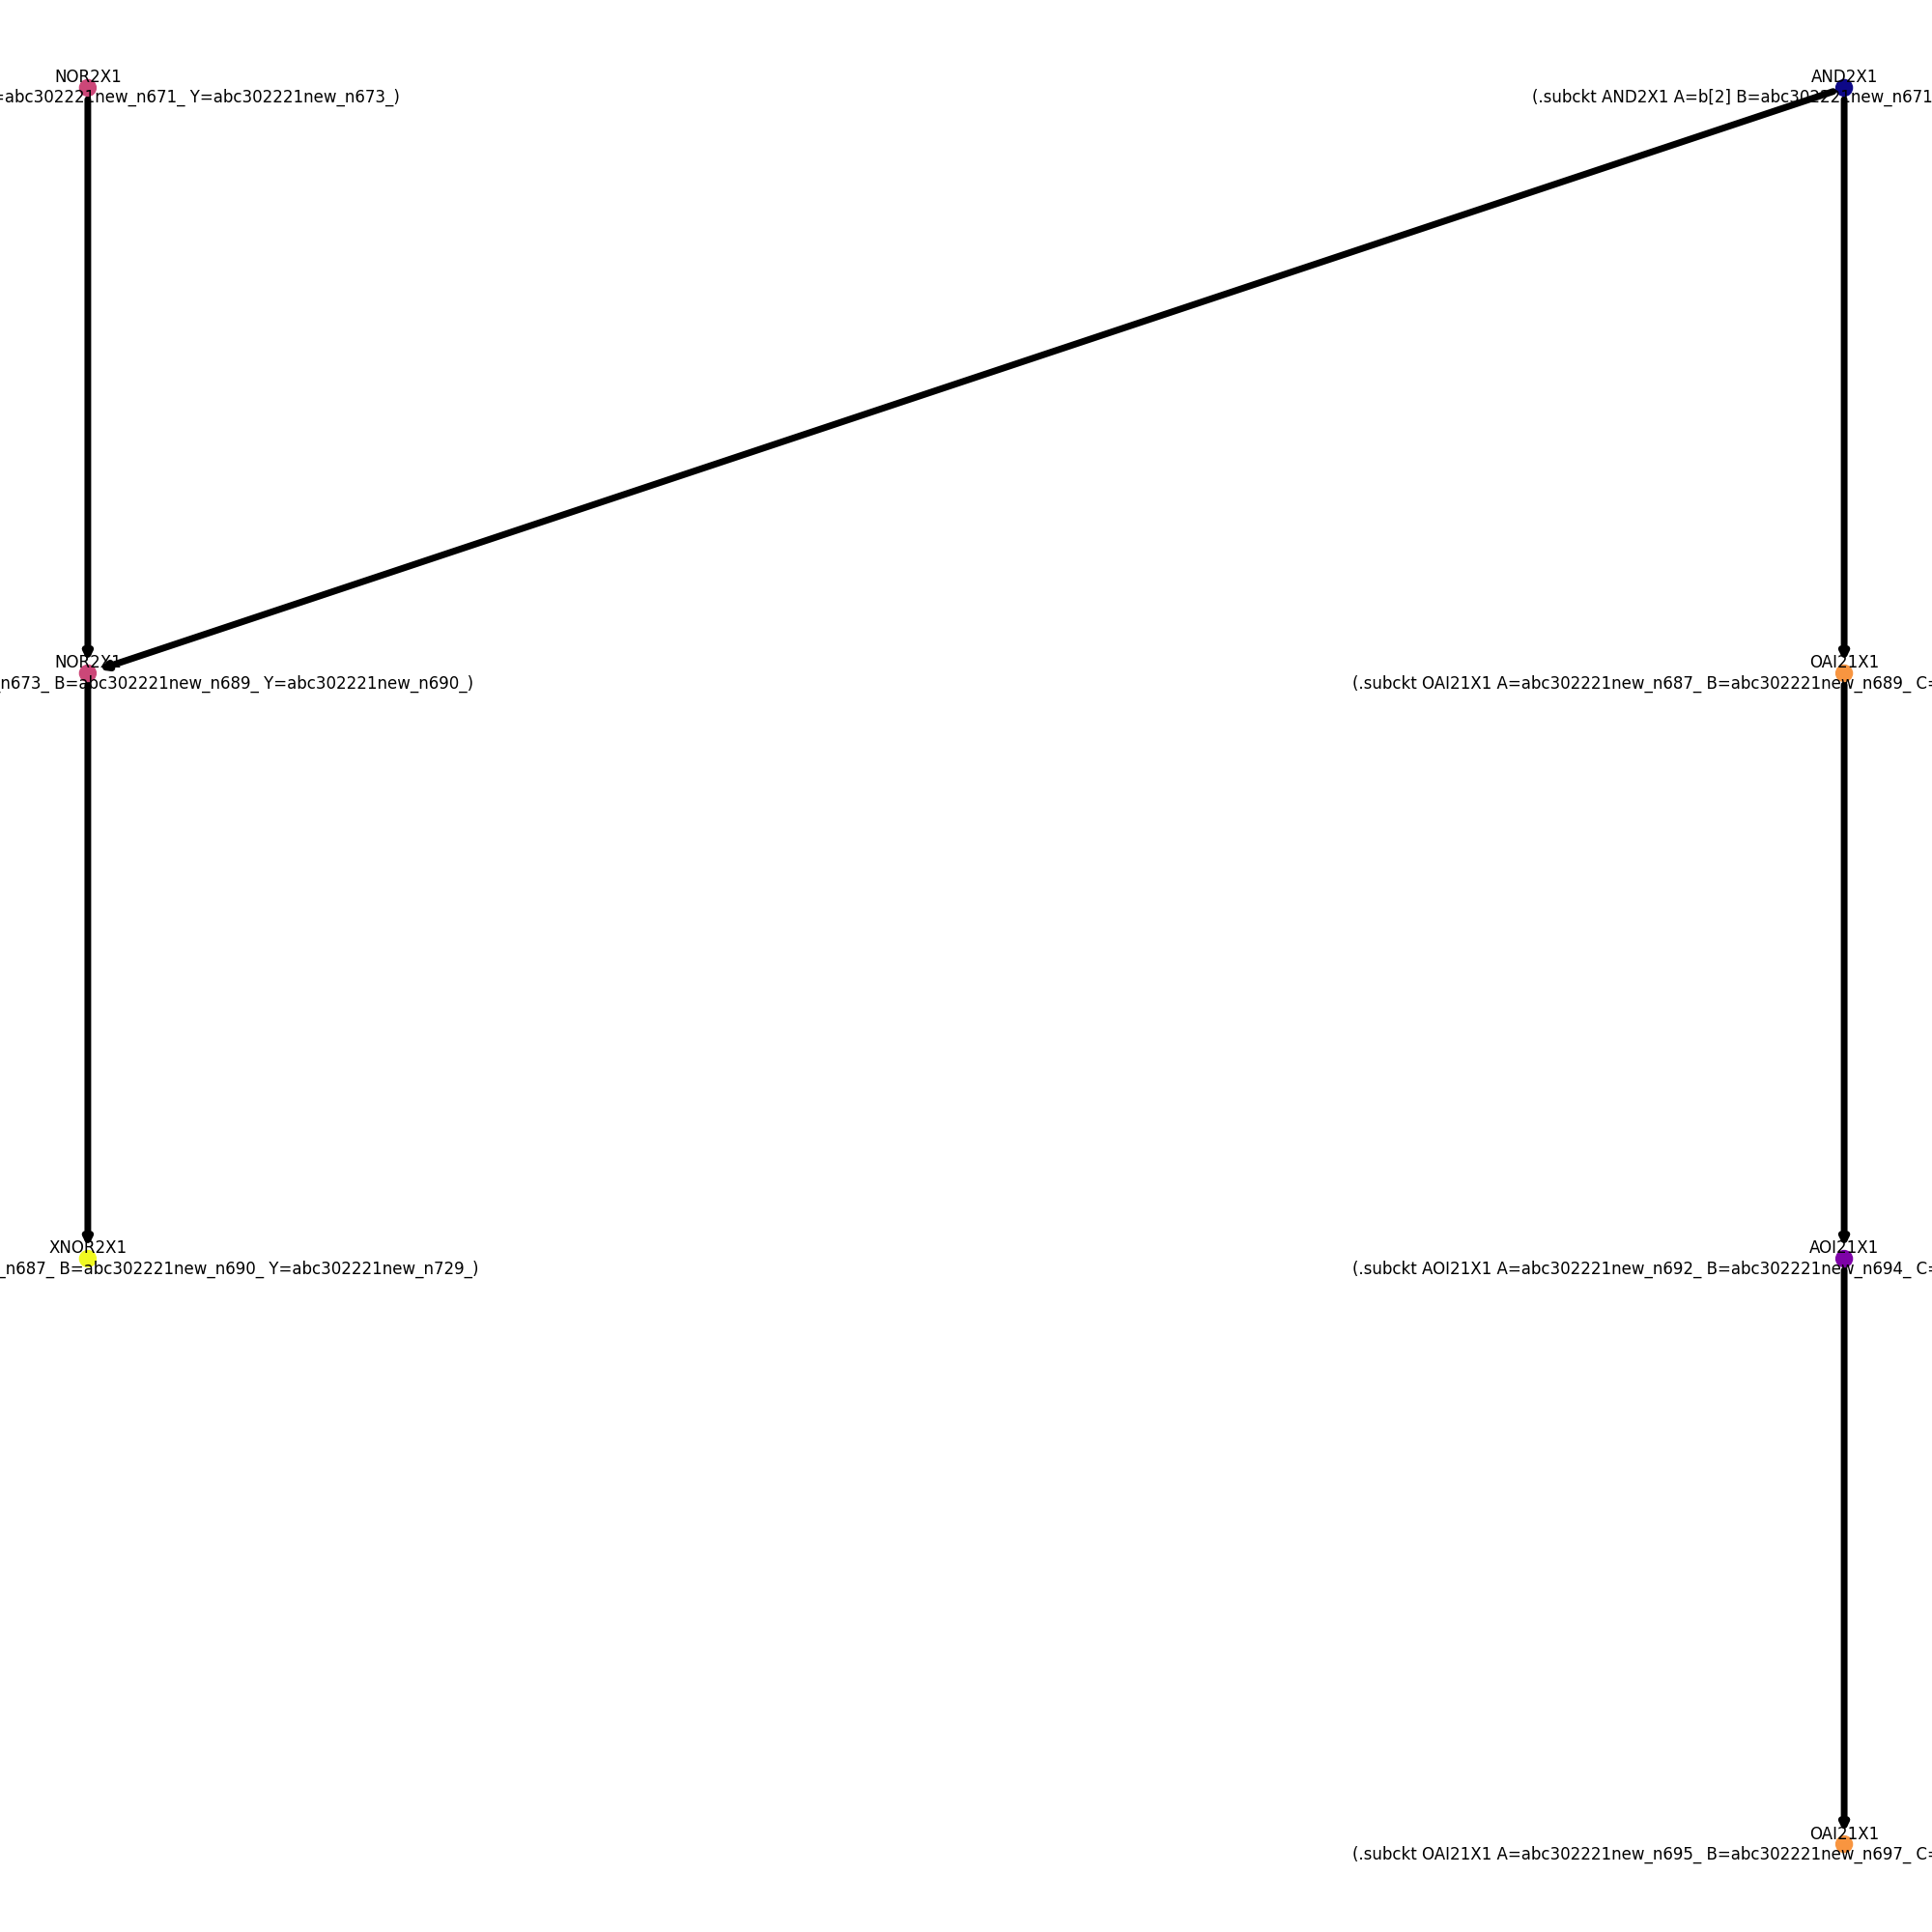 NOR2X1
=abc302221new_n671_ Y=abc302221new_n673_)
AND2X1
(.subckt AND2X1 A=b[2] B=abc302221new_n671
NOR2X1
n673_ B=abc302221new_n689_ Y=abc302221new_n690_)
OAI21X1
(.subckt OAI21X1 A=abc302221new_n687_ B=abc302221new_n689_ C=
XNOR2X1
_n687_ B=abc302221new_n690_ Y=abc302221new_n729_)
AOI21X1
(.subckt AOI21X1 A=abc302221new_n692_ B=abc302221new_n694_ C=
OAI21X1
(.subckt OAI21X1 A=abc302221new_n695_ B=abc302221new_n697_ C=